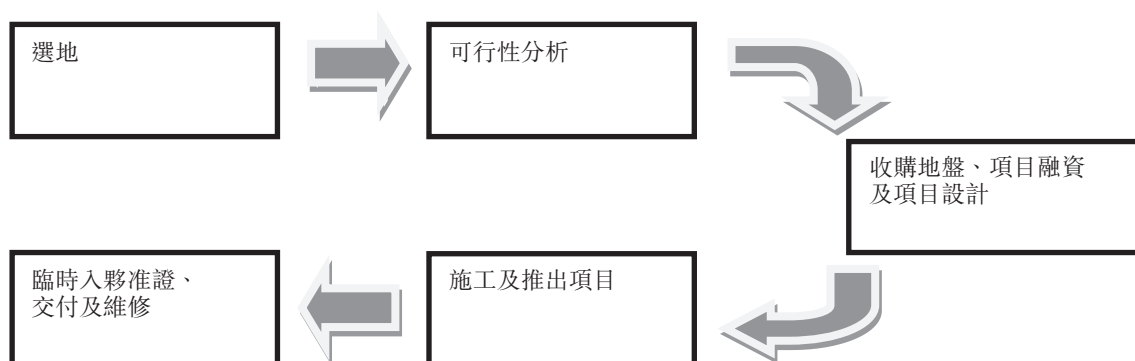 選地
可行性分析
收購地盤、項目融資
及項目設計
施工及推出項目
臨時入夥准證、
交付及維修